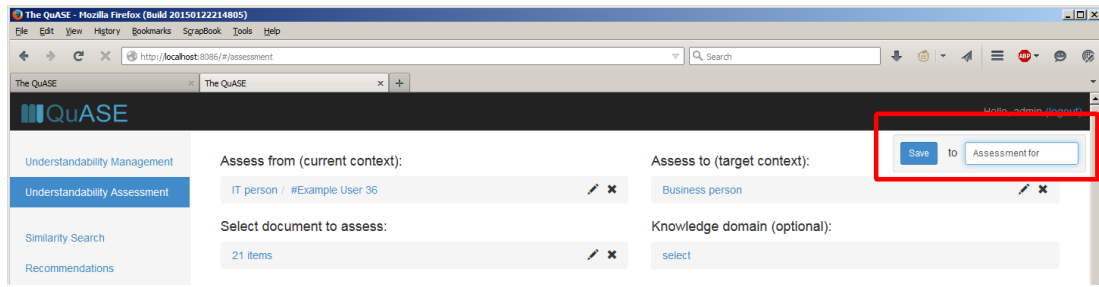 The QuASE - Mozilla Firefox (Build 20150122214805)
File Edit View History Bookmarks ScrapBook Tools Help
http://localhost:8086/#/assessment
Search
ABP
The QuASE × The QuASE × +
QuASE
Hello, admin (logout)
Save to Assessment for
Understandability Management
Understandability Assessment
Similarity Search
Recommendations
Assess from (current context):
IT person / #Example User 36
Assess to (target context):
Business person
Select document to assess:
21 items
Knowledge domain (optional):
select